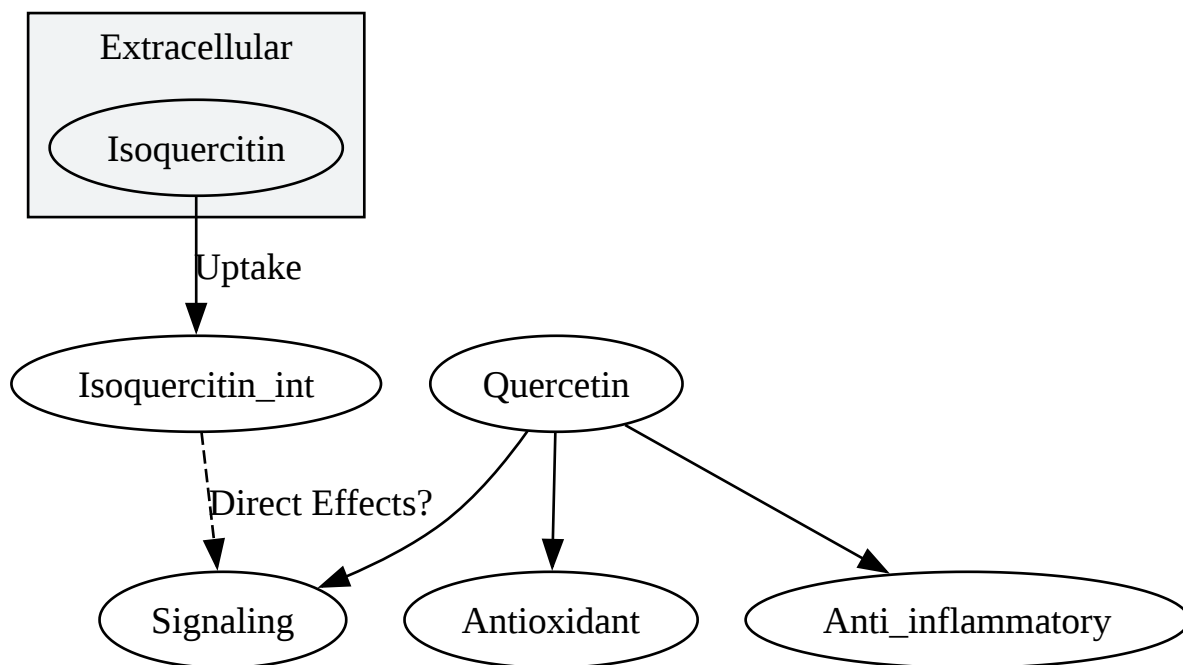 Extracellular
Isoquercitin
Uptake
Isoquercitin_int
Quercetin
Direct Effects?
Signaling
Antioxidant
Anti_inflammatory